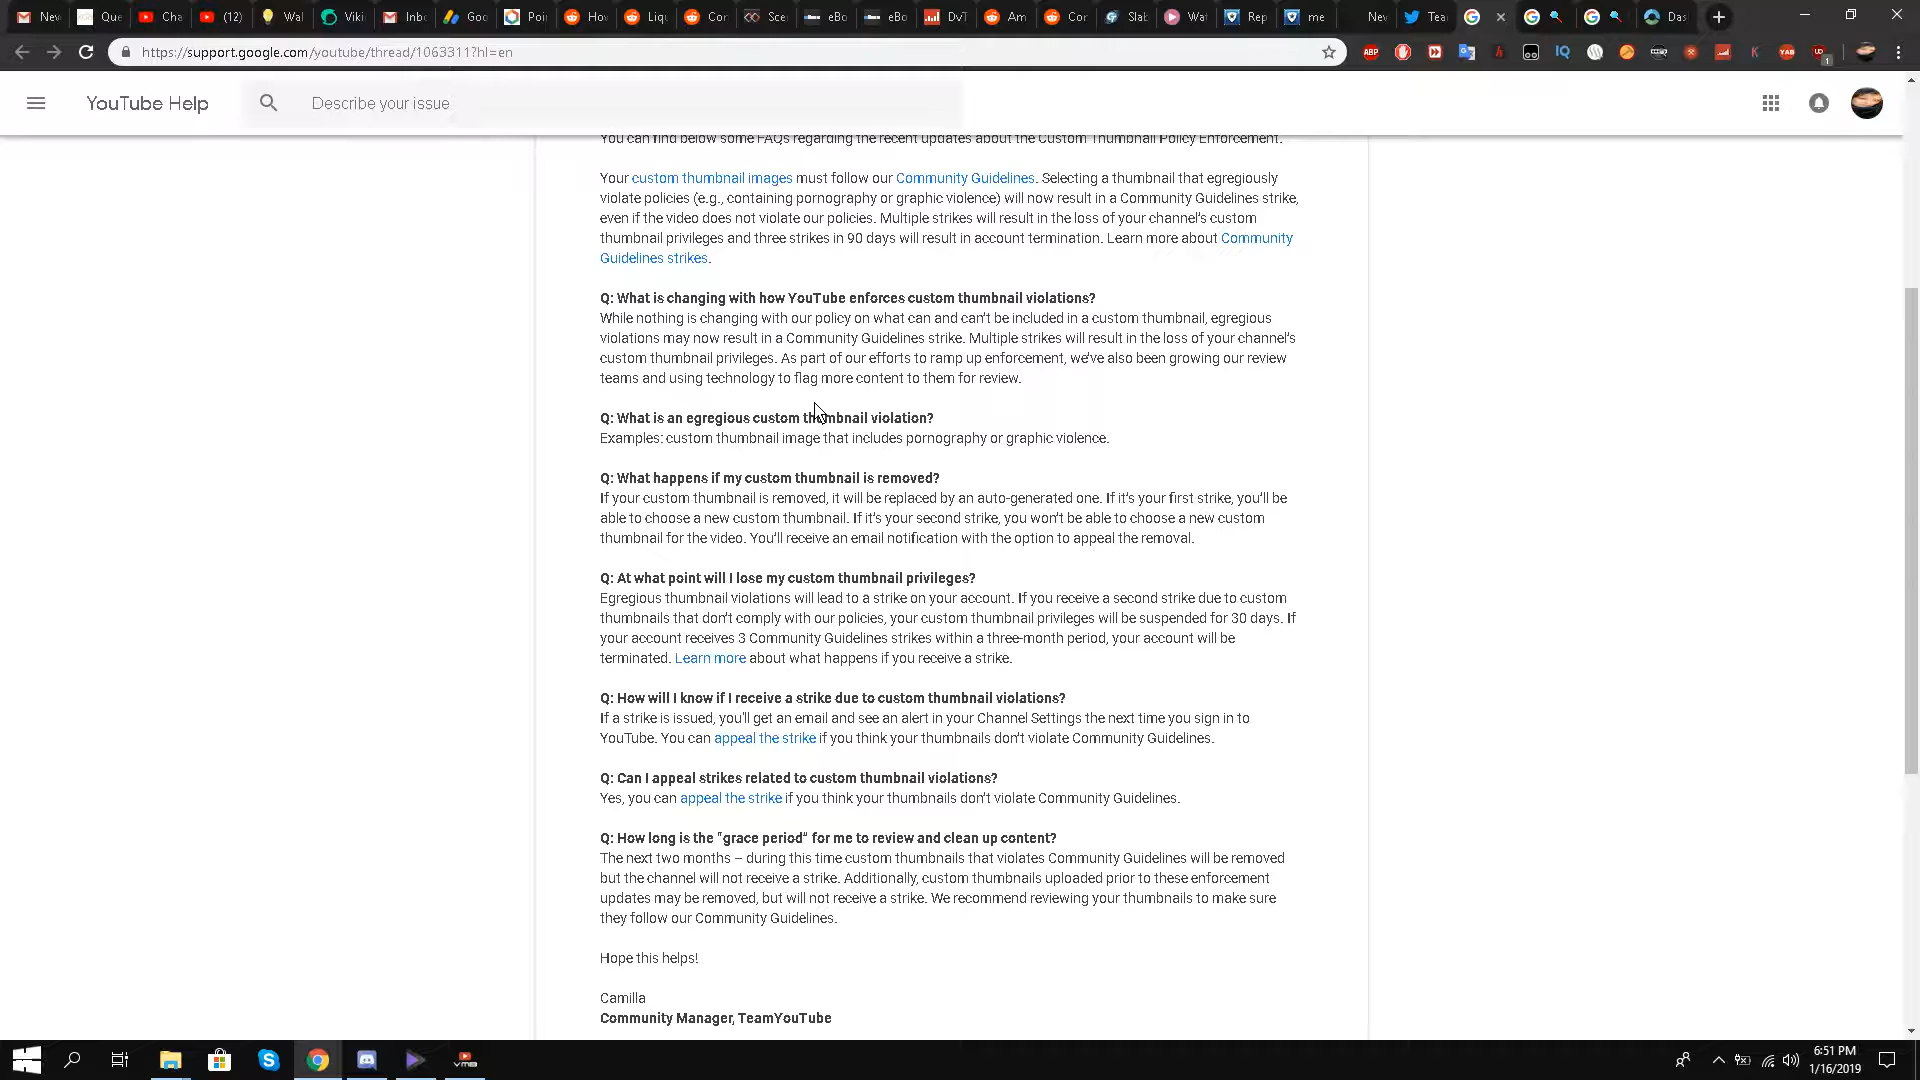 Nev
Que
Cha
(12)
Wal
Viki
Inbo
Goo
Poi
Hov
Liqu
Cor
Sce
eBo
eBo
DvT
Am
Cor
Slab
Wat
Rep
me
Nev
Tea
Das
https://support.google.com/youtube/thread/1063311?hl=en
YouTube Help
Describe your issue
You can find below some FAQs regarding the recent updates about the Custom Thumbnail Policy Enforcement.
Your custom thumbnail images must follow our Community Guidelines. Selecting a thumbnail that egregiously
violate policies (e.g., containing pornography or graphic violence) will now result in a Community Guidelines strike,
even if the video does not violate our policies. Multiple strikes will result in the loss of your channel's custom
thumbnail privileges and three strikes in 90 days will result in account termination. Learn more about Community
Guidelines strikes.
Q: What is changing with how YouTube enforces custom thumbnail violations?
While nothing is changing with our policy on what can and can't be included in a custom thumbnail, egregious
violations may now result in a Community Guidelines strike. Multiple strikes will result in the loss of your channel's
custom thumbnail privileges. As part of our efforts to ramp up enforcement, we've also been growing our review
teams and using technology to flag more content to them for review.
Q: What is an egregious custom thumbnail violation?
Examples: custom thumbnail image that includes pornography or graphic violence.
Q: What happens if my custom thumbnail is removed?
If your custom thumbnail is removed, it will be replaced by an auto-generated one. If it's your first strike, you'll be
able to choose a new custom thumbnail. If it's your second strike, you won't be able to choose a new custom
thumbnail for the video. You'll receive an email notification with the option to appeal the removal.
Q: At what point will I lose my custom thumbnail privileges?
Egregious thumbnail violations will lead to a strike on your account. If you receive a second strike due to custom
thumbnails that don't comply with our policies, your custom thumbnail privileges will be suspended for 30 days. If
your account receives 3 Community Guidelines strikes within a three-month period, your account will be
terminated. Learn more about what happens if you receive a strike.
Q: How will I know if I receive a strike due to custom thumbnail violations?
If a strike is issued, you'll get an email and see an alert in your Channel Settings the next time you sign in to
YouTube. You can appeal the strike if you think your thumbnails don't violate Community Guidelines.
Q: Can I appeal strikes related to custom thumbnail violations?
Yes, you can appeal the strike if you think your thumbnails don't violate Community Guidelines.
Q: How long is the "grace period" for me to review and clean up content?
The next two months – during this time custom thumbnails that violates Community Guidelines will be removed
but the channel will not receive a strike. Additionally, custom thumbnails uploaded prior to these enforcement
updates may be removed, but will not receive a strike. We recommend reviewing your thumbnails to make sure
they follow our Community Guidelines.
Hope this helps!
Camilla
Community Manager, TeamYouTube
6:51 PM
1/16/2019